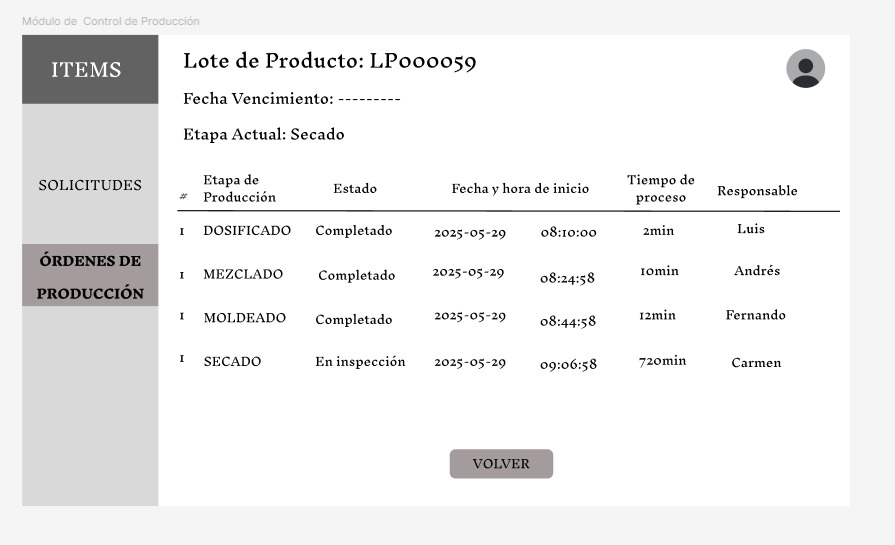 Módulo de Control de Producción
ITEMS
SOLICITUDES
ÓRDENES DE
PRODUCCIÓN
Lote de Producto: LP000059
Fecha Vencimiento: ---------
Etapa Actual: Secado
# Etapa de Producción Estado Fecha y hora de inicio Tiempo de proceso Responsable
1 DOSIFICADO Completado 2025-05-29 08:10:00 2min Luis
1 MEZCLADO Completado 2025-05-29 08:24:58 10min Andrés
1 MOLDEADO Completado 2025-05-29 08:44:58 12min Fernando
1 SECADO En inspección 2025-05-29 09:06:58 720min Carmen
VOLVER